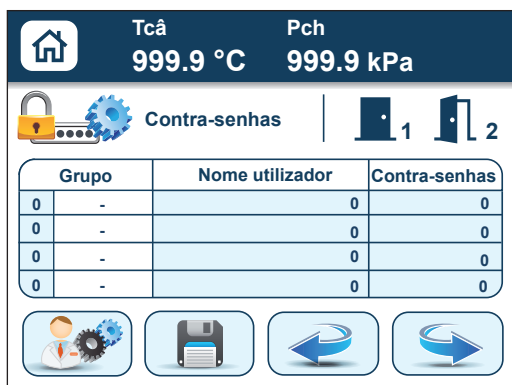 Tcâ Pch
999.9 °C 999.9 kPa
Contra-senhas 1 2
Grupo Nome utilizador Contra-senhas
0 - 0 0
0 - 0 0
0 - 0 0
0 - 0 0